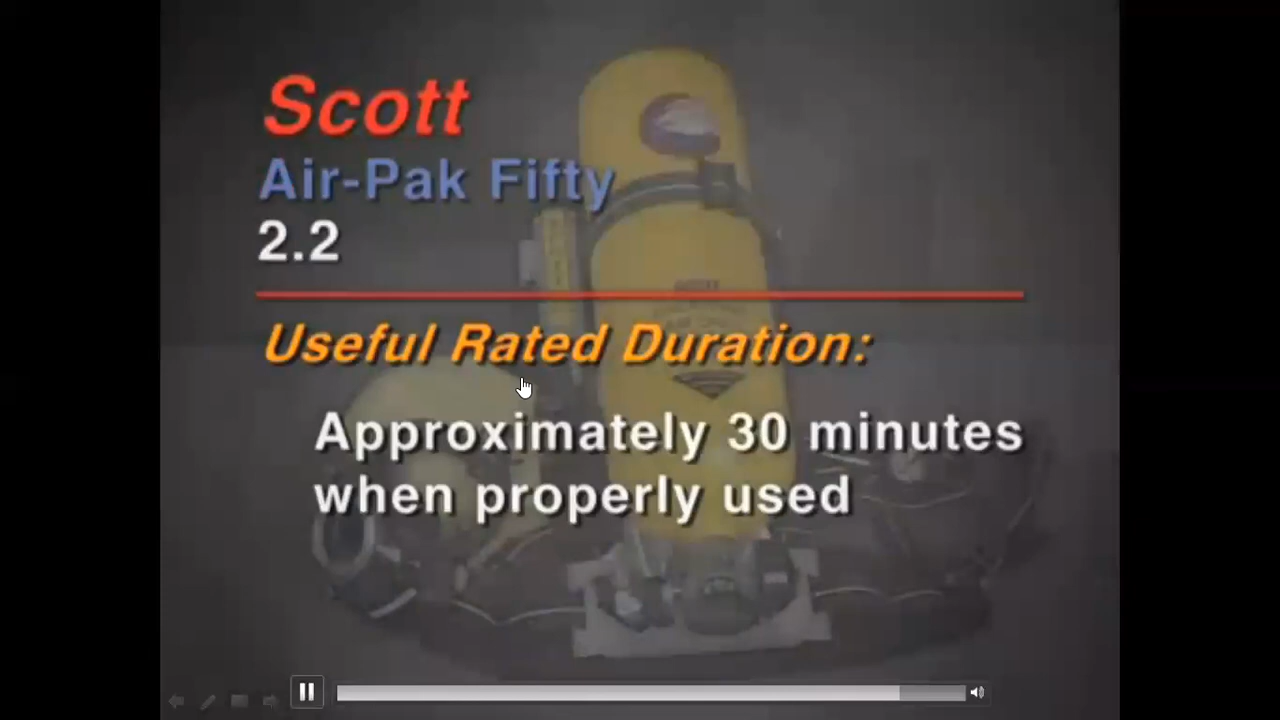 Scott
Air-Pak Fifty
2.2
Useful Rated Duration:
Approximately 30 minutes
when properly used